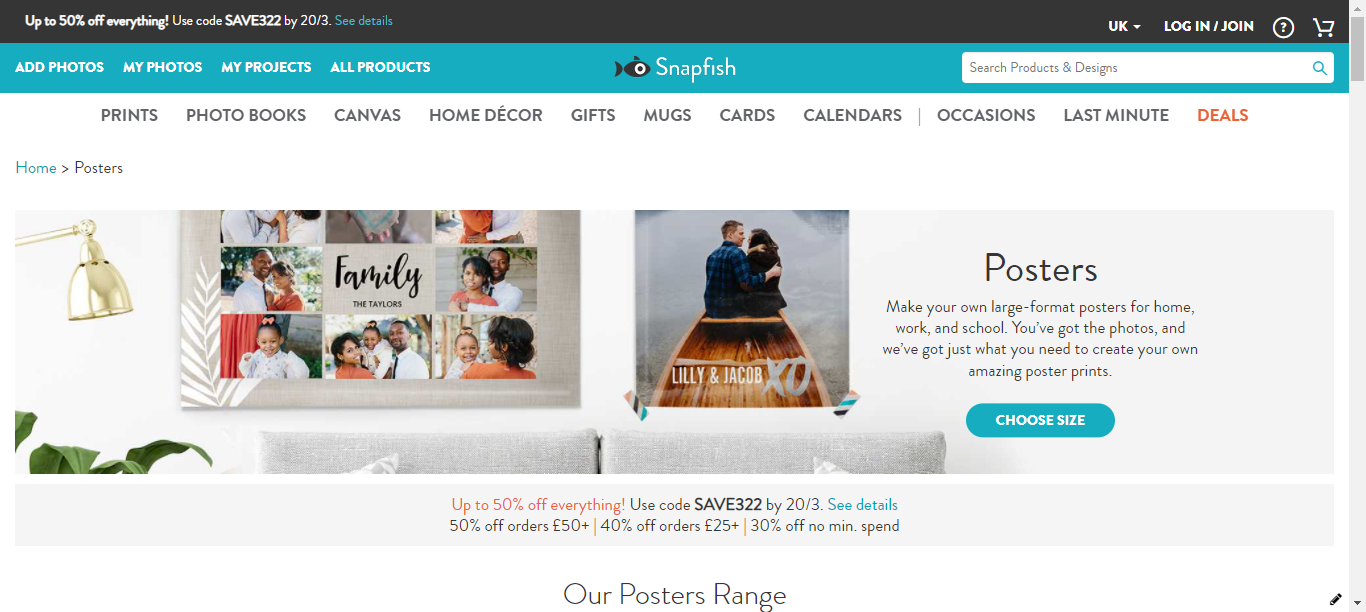 Up to 50% off everything! Use code SAVE322 by 20/3. See details
UK LOG IN / JOIN ?
ADD PHOTOS MY PHOTOS MY PROJECTS ALL PRODUCTS
Snapfish
Search Products & Designs
PRINTS PHOTO BOOKS CANVAS HOME DÉCOR GIFTS MUGS CARDS CALENDARS | OCCASIONS LAST MINUTE DEALS
Home > Posters
Family
THE TAYLORS
LILLY & JACOB XO
Posters
Make your own large-format posters for home,
work, and school. You’ve got the photos, and
we’ve got just what you need to create your own
amazing poster prints.
CHOOSE SIZE
Up to 50% off everything! Use code SAVE322 by 20/3. See details
50% off orders £50+ | 40% off orders £25+ | 30% off no min. spend
Our Posters Range